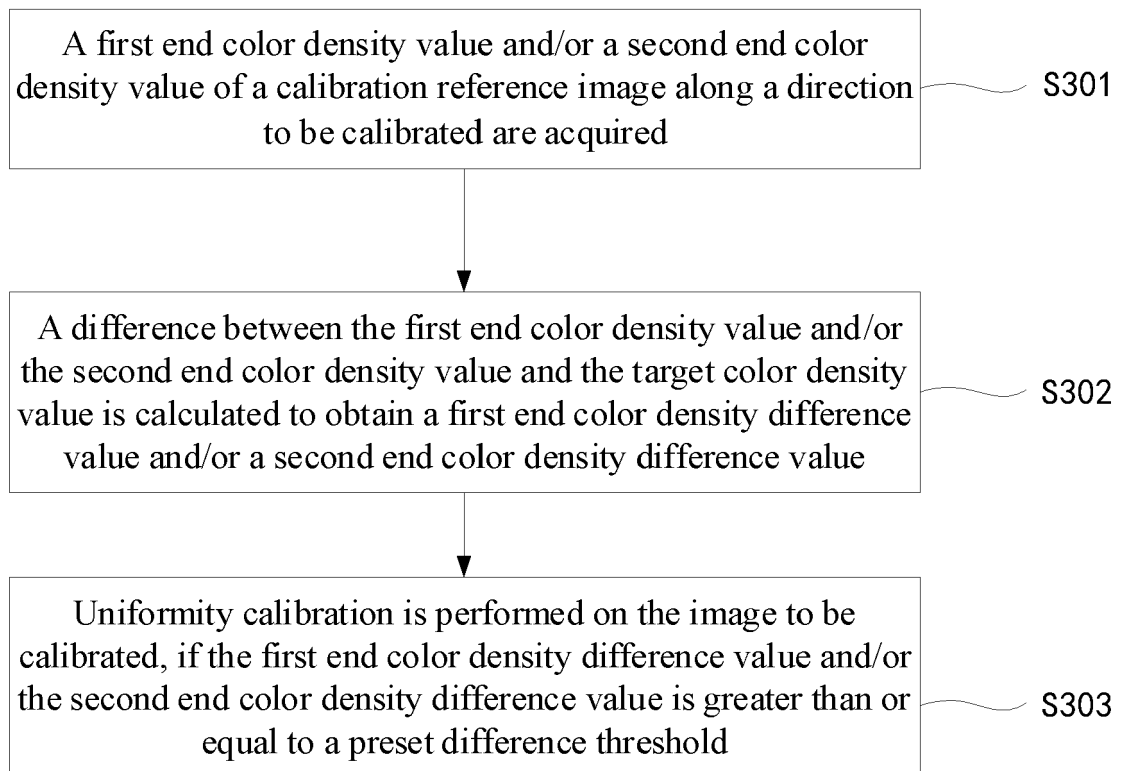 A first end color density value and/or a second end color
density value of a calibration reference image along a direction
to be calibrated are acquired
S301
A difference between the first end color density value and/or
the second end color density value and the target color density
value is calculated to obtain a first end color density difference
value and/or a second end color density difference value
S302
Uniformity calibration is performed on the image to be
calibrated, if the first end color density difference value and/or
the second end color density difference value is greater than or
equal to a preset difference threshold
S303